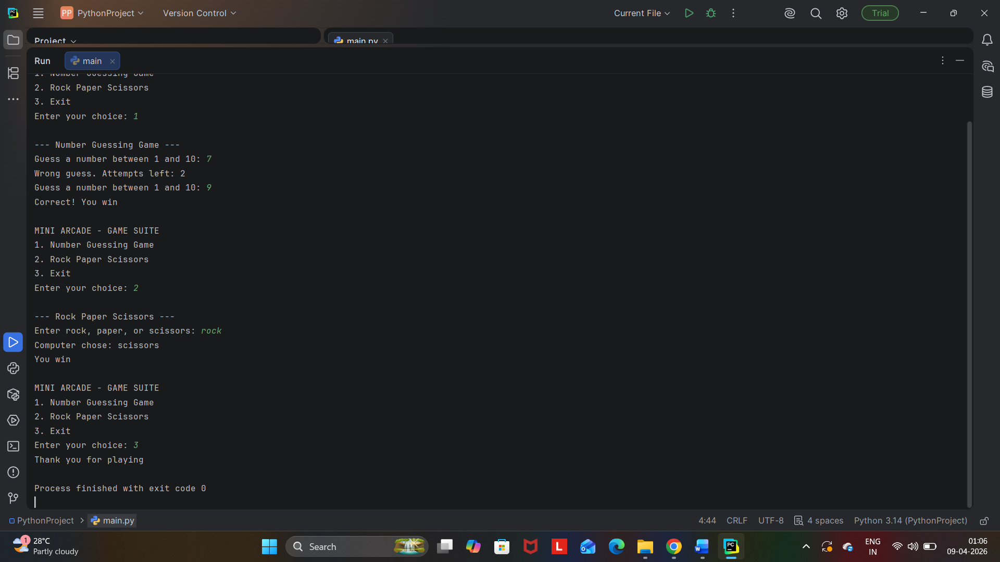 PP PythonProject Version Control Current File Trial
Project main.py
Run main
1. Number Guessing Game
2. Rock Paper Scissors
3. Exit
Enter your choice: 1
--- Number Guessing Game ---
Guess a number between 1 and 10: 7
Wrong guess. Attempts left: 2
Guess a number between 1 and 10: 9
Correct! You win
MINI ARCADE - GAME SUITE
1. Number Guessing Game
2. Rock Paper Scissors
3. Exit
Enter your choice: 2
--- Rock Paper Scissors ---
Enter rock, paper, or scissors: rock
Computer chose: scissors
You win
MINI ARCADE - GAME SUITE
1. Number Guessing Game
2. Rock Paper Scissors
3. Exit
Enter your choice: 3
Thank you for playing
Process finished with exit code 0
PythonProject > main.py 4:44 CRLF UTF-8 4 spaces Python 3.14 (PythonProject)
1 28°C
Partly cloudy
Search
ENG
IN
01:06
09-04-2026